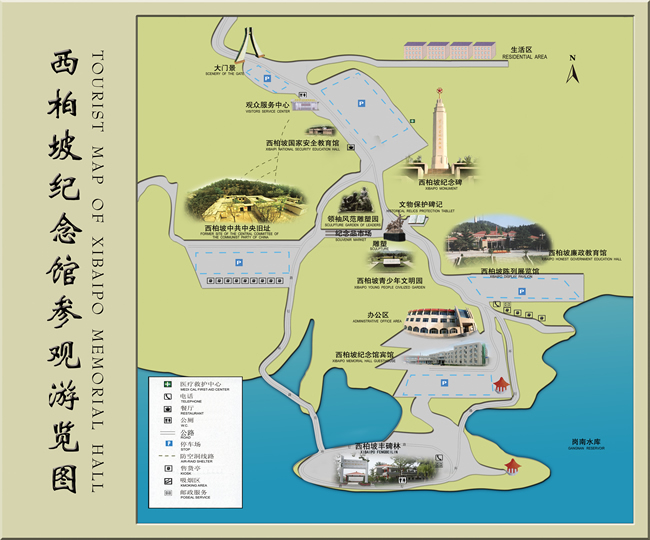 西柏坡纪念馆参观游览图
TOURIST MAP OF XIBAIPO MEMORIAL HALL
生活区
RESIDENTIAL AREA
N
大门景
SCENERY OF THE GATE
P
P
观众服务中心
VISITORS SERVICE CENTER
西柏坡国家安全教育馆
XIBAIPO NATIONAL SECURITY EDUCATION HALL
西柏坡纪念碑
XIBAIPO MONUMENT
文物保护碑记
HISTORICAL RELICS PROTECTION TABLET
领袖风范雕塑园
SCULPTURE GARDEN OF LEADERS
纪念品市场
SOUVENIR MARKET
西柏坡中共中央旧址
FORMER SITE OF THE CENTRAL COMMITTEE OF
THE COMMUNIST PARTY OF CHINA
雕塑
SCULPTURE
西柏坡廉政教育馆
XIBAIPO HONEST GOVERNMENT EDUCATION HALL
P
西柏坡陈列展览馆
XIBAIPO DISPLAY PAVILION
西柏坡青少年文明园
XIBAIPO YOUNG PEOPLE CIVILIZED GARDEN
P
办公区
ADMINISTRATIVE OFFICE AREA
西柏坡纪念馆宾馆
XIBAIPO MEMORIAL HALL GUESTHOUSE
P
医疗救护中心
MEDICAL FIRST-AID CENTER
电话
TELEPHONE
餐厅
RESTAURANT
公厕
W.C
公路
ROAD
P
停车场
STOP
防空洞线路
AIR-RAID SHELTER
售货亭
KIOSK
吸烟区
SMOKING AREA
邮政服务
POSEAL SERVICE
西柏坡丰碑林
XIBAIPO FENGBEILIN
岗南水库
GANGNAN RESERVOIR